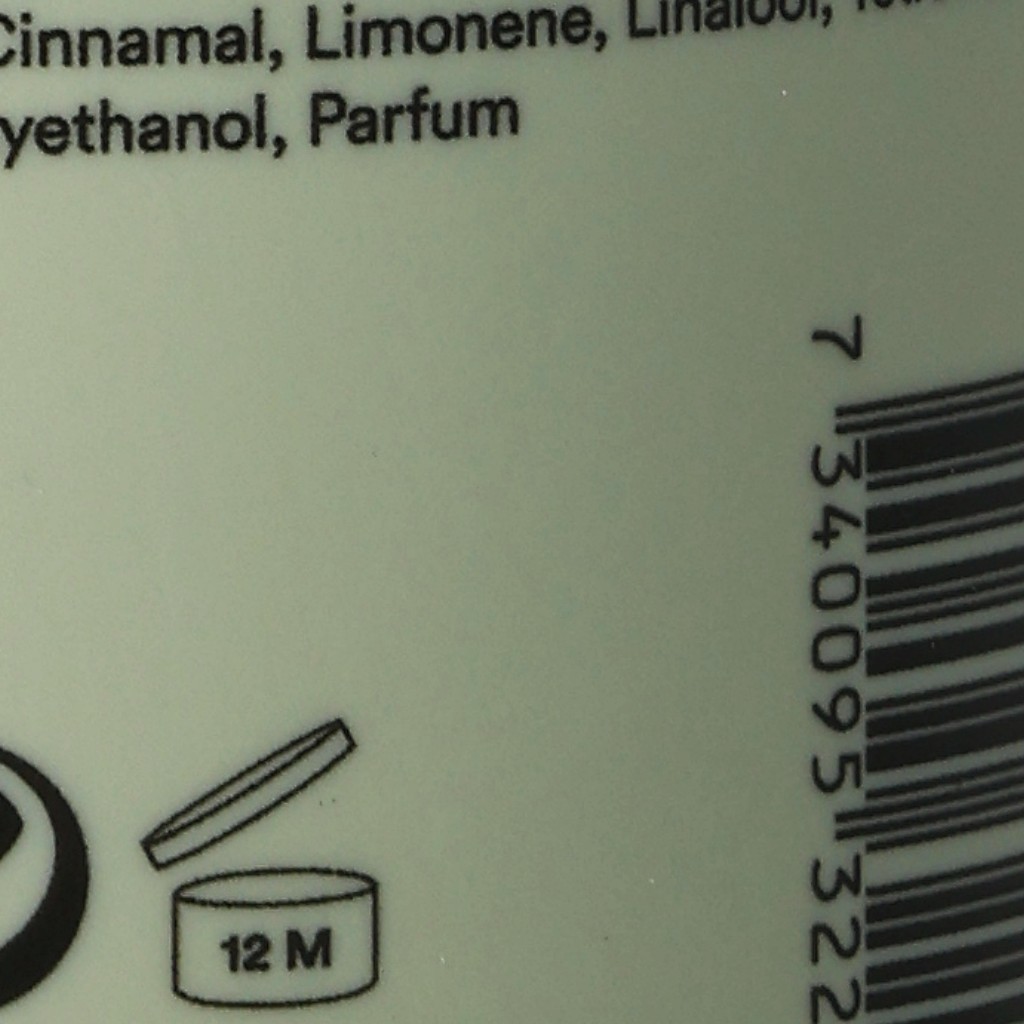 Cinnamal, Limonene, Linalool,
yethanol, Parfum
7 340095 322
12 M